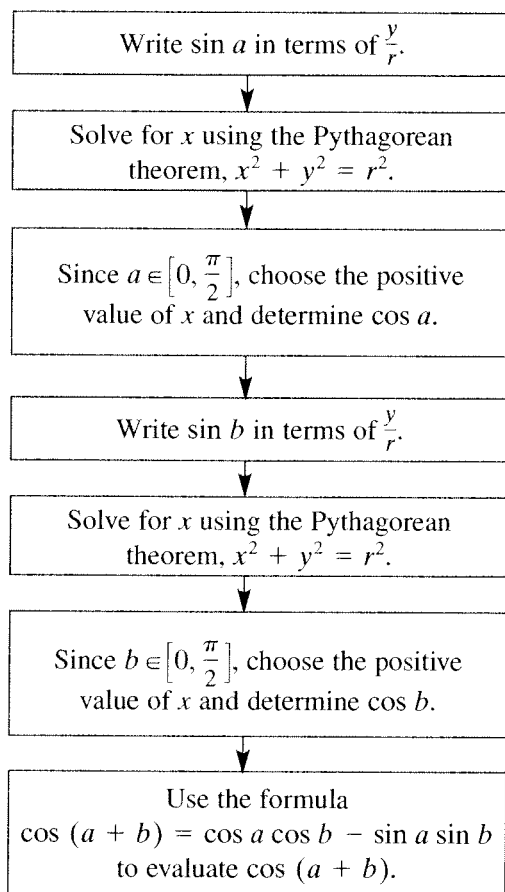 Write sin a in terms of y/r.
Solve for x using the Pythagorean
theorem, x² + y² = r².
Since a ∈ [0, π/2], choose the positive
value of x and determine cos a.
Write sin b in terms of y/r.
Solve for x using the Pythagorean
theorem, x² + y² = r².
Since b ∈ [0, π/2], choose the positive
value of x and determine cos b.
Use the formula
cos (a + b) = cos a cos b − sin a sin b
to evaluate cos (a + b).